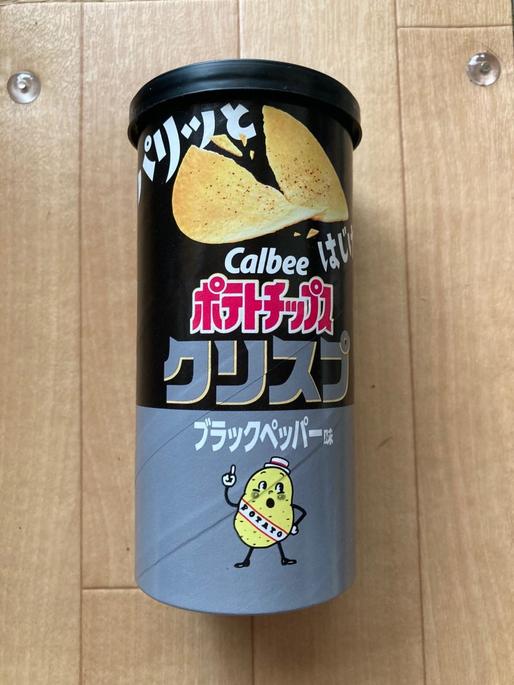 パリッと
はじけ
Calbee
ポテトチップス
クリスプ
ブラックペッパー味
POTATO